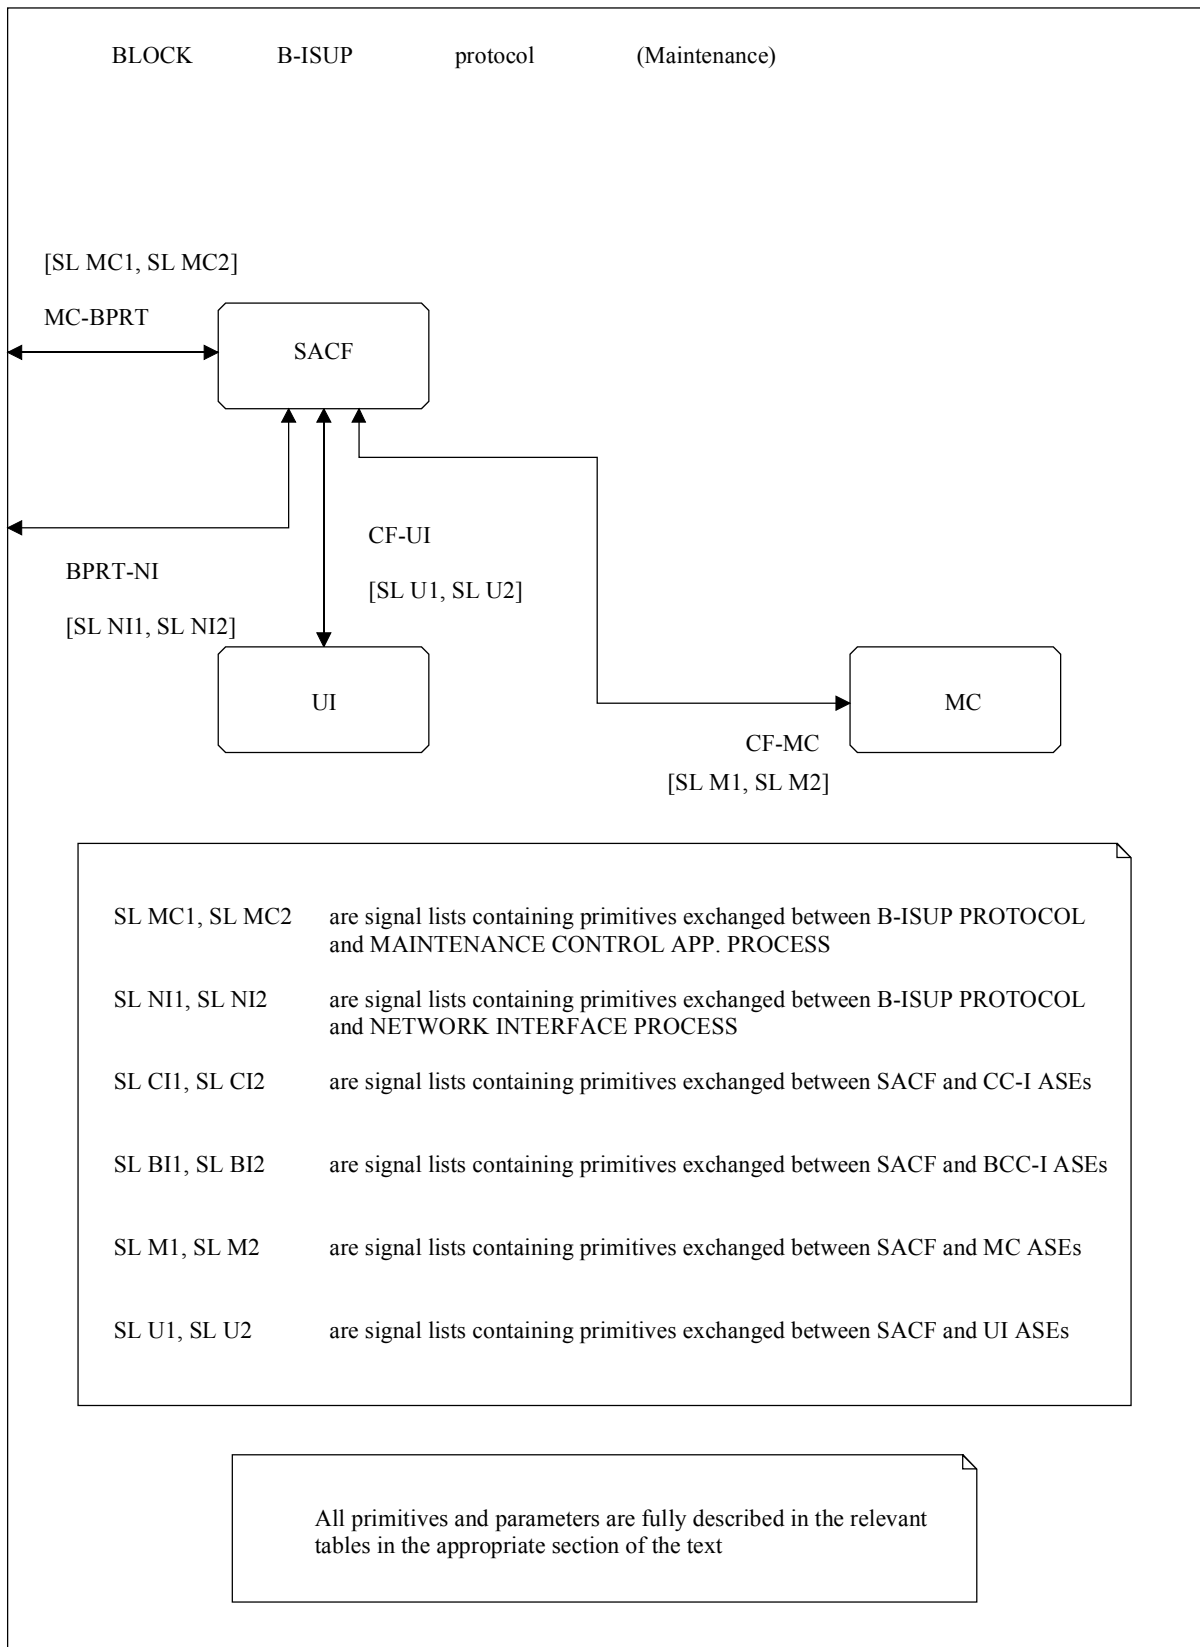 BLOCK B-ISUP protocol (Maintenance)
[SL MC1, SL MC2]
MC-BPRT
SACF
CF-UI
[SL U1, SL U2]
BPRT-NI
[SL NI1, SL NI2]
UI
MC
CF-MC
[SL M1, SL M2]
SL MC1, SL MC2 are signal lists containing primitives exchanged between B-ISUP PROTOCOL
and MAINTENANCE CONTROL APP. PROCESS
SL NI1, SL NI2 are signal lists containing primitives exchanged between B-ISUP PROTOCOL
and NETWORK INTERFACE PROCESS
SL CI1, SL CI2 are signal lists containing primitives exchanged between SACF and CC-I ASEs
SL BI1, SL BI2 are signal lists containing primitives exchanged between SACF and BCC-I ASEs
SL M1, SL M2 are signal lists containing primitives exchanged between SACF and MC ASEs
SL U1, SL U2 are signal lists containing primitives exchanged between SACF and UI ASEs
All primitives and parameters are fully described in the relevant
tables in the appropriate section of the text